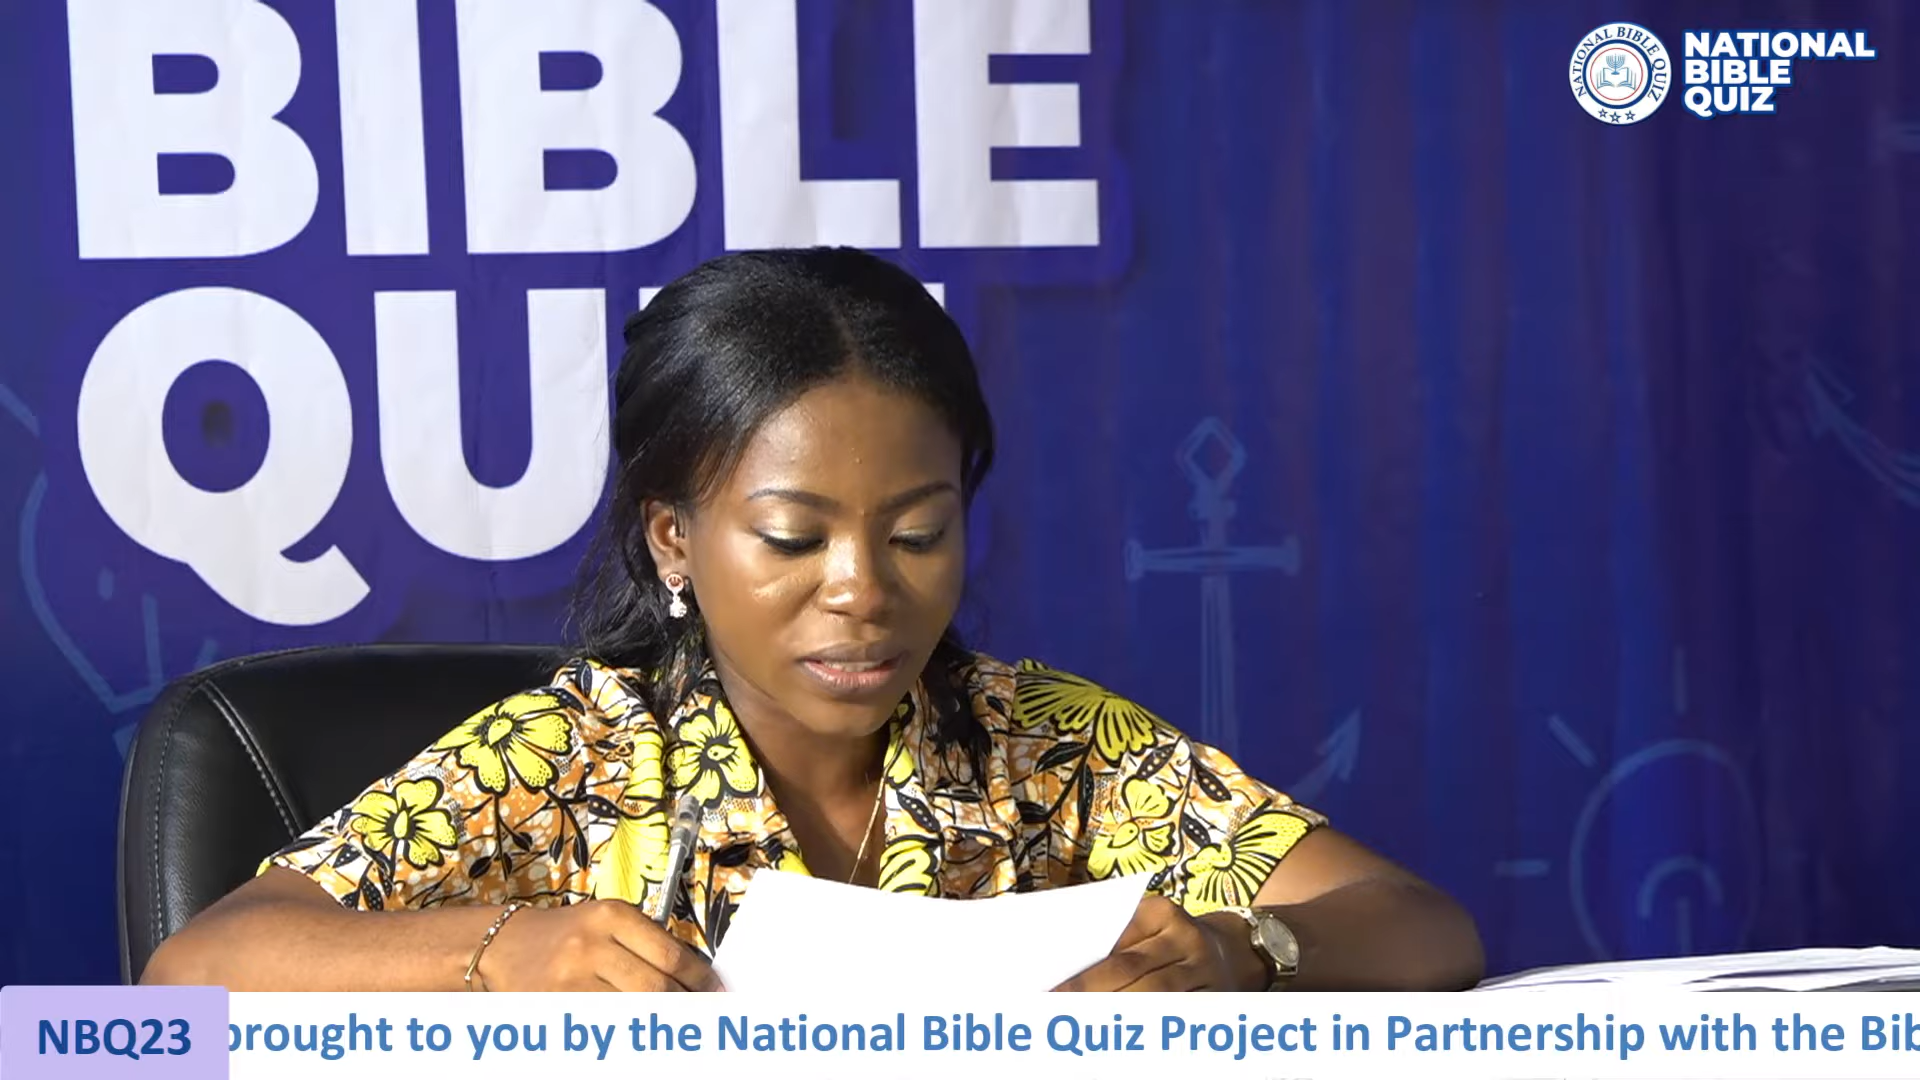 BIBLE
QU
NATIONAL BIBLE QUIZ
NATIONAL
BIBLE
QUIZ
NBQ23
brought to you by the National Bible Quiz Project in Partnership with the Bib